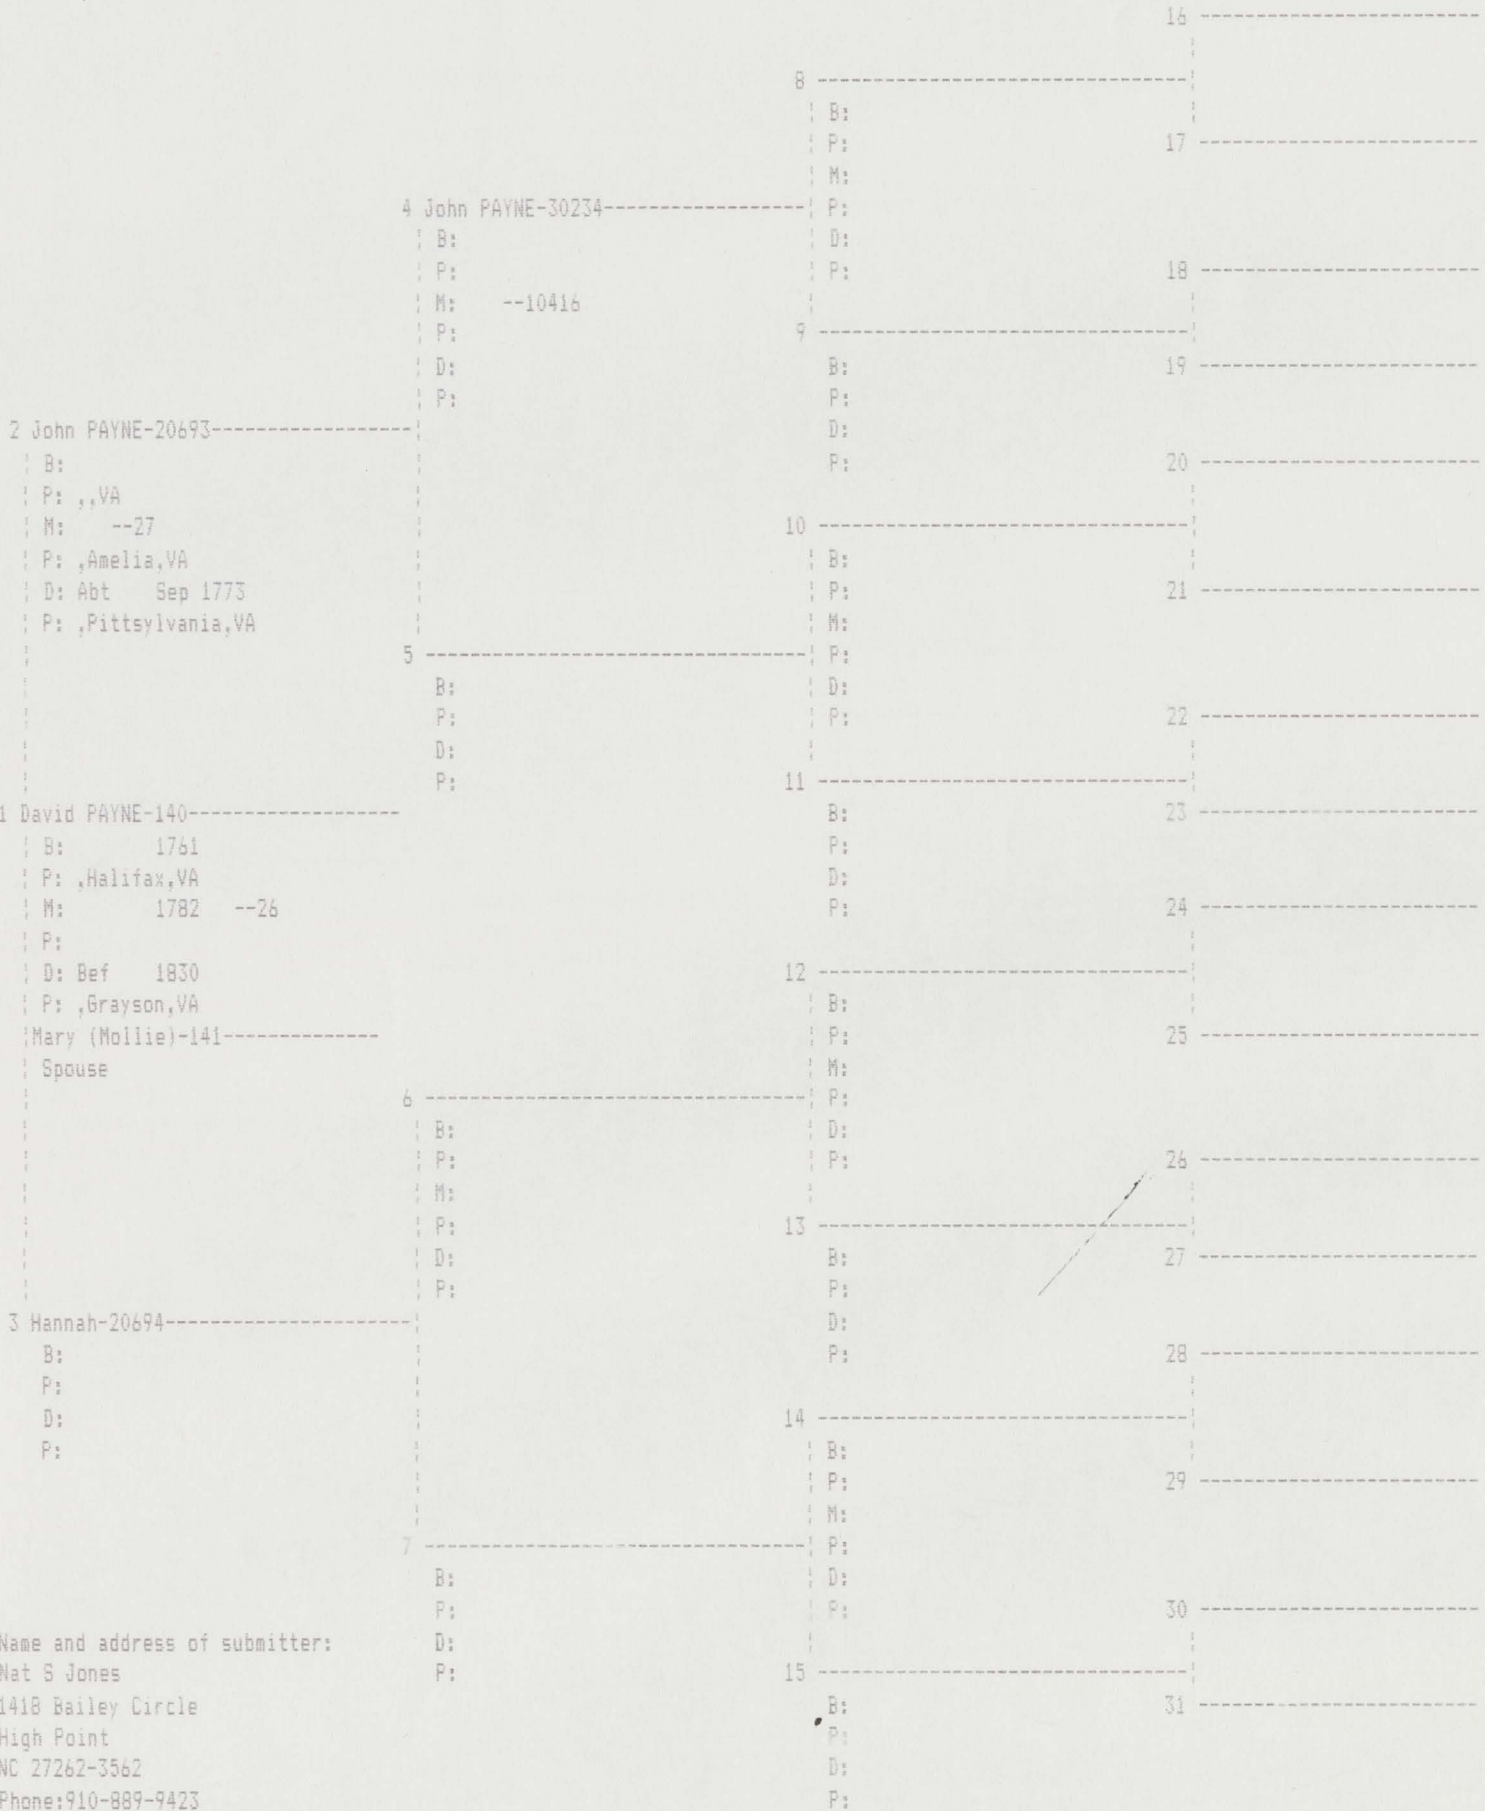 16 ------------------------------
8 ------------------------------
B:
P:
17 ------------------------------
M:
4 John PAYNE-30234------------------
P:
B:
D:
P:
P:
18 ------------------------------
M: --10416
P:
9 ------------------------------
D:
B:
19 ------------------------------
P:
P:
2 John PAYNE-20693------------------
D:
B:
P:
20 ------------------------------
P: ,,VA
M: --27
10 ------------------------------
P: ,Amelia,VA
B:
D: Abt Sep 1773
P:
21 ------------------------------
P: ,Pittsylvania,VA
M:
5 ------------------------------
P:
B:
D:
P:
P:
22 ------------------------------
D:
P:
11 ------------------------------
1 David PAYNE-140-------------------
B:
23 ------------------------------
B: 1761
P:
P: ,Halifax,VA
D:
M: 1782 --26
P:
24 ------------------------------
P:
D: Bef 1830
12 ------------------------------
P: ,Grayson,VA
B:
Mary (Mollie)-141--------------
P:
25 ------------------------------
Spouse
M:
6 ------------------------------
P:
B:
D:
P:
P:
26 ------------------------------
M:
P:
13 ------------------------------
D:
B:
27 ------------------------------
P:
P:
3 Hannah-20694----------------------
D:
B:
P:
28 ------------------------------
P:
D:
14 ------------------------------
P:
B:
P:
29 ------------------------------
M:
7 ------------------------------
P:
B:
D:
P:
P:
30 ------------------------------
Name and address of submitter:
D:
Nat S Jones
P:
15 ------------------------------
1418 Bailey Circle
B:
31 ------------------------------
High Point
P:
NC 27262-3562
D:
Phone:910-889-9423
P: